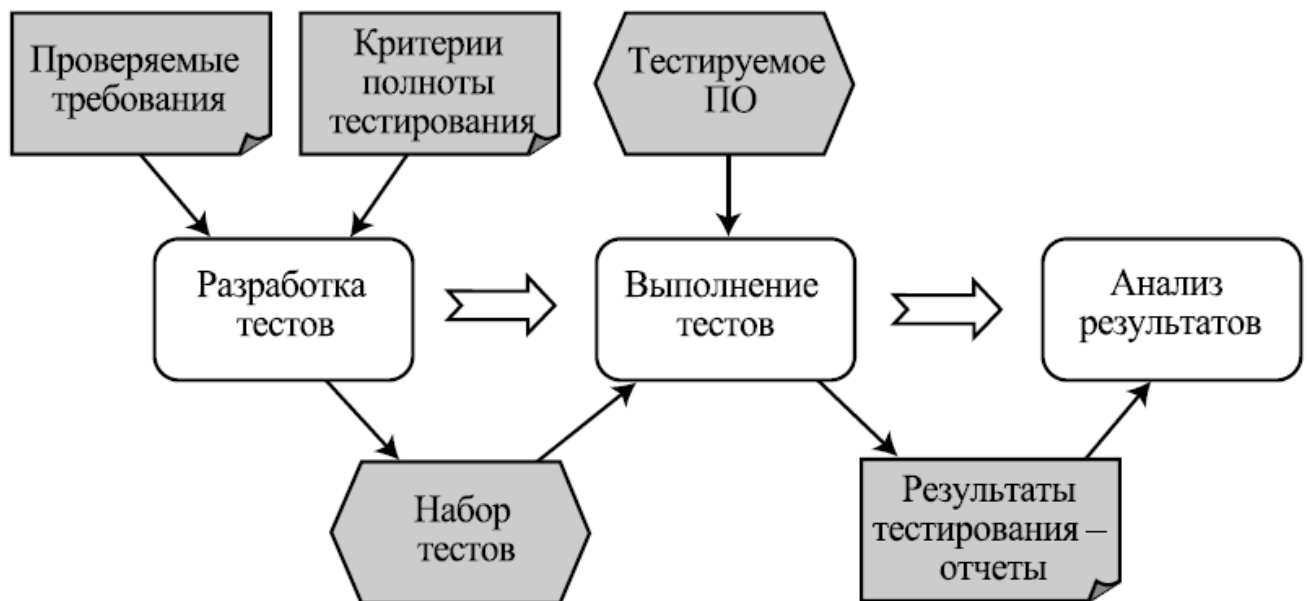 Проверяемые
требования
Критерии
полноты
тестирования
Тестируемое
ПО
Разработка
тестов
Выполнение
тестов
Анализ
результатов
Набор
тестов
Результаты
тестирования –
отчеты